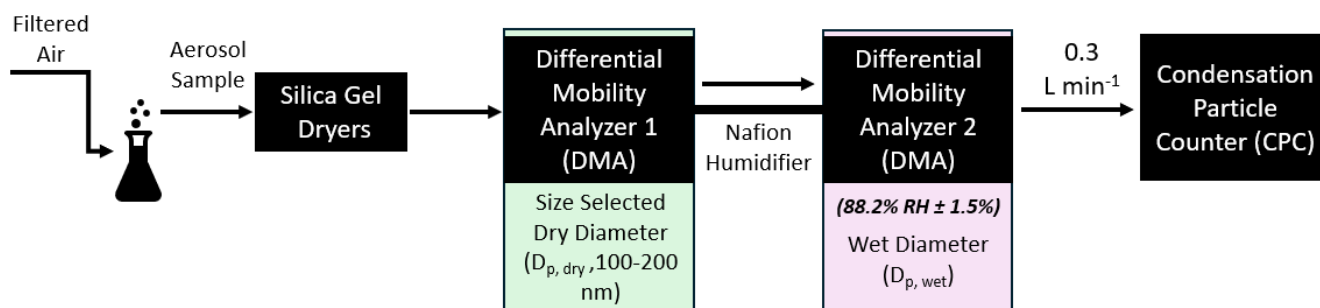 Filtered
Air
Aerosol
Sample
Silica Gel
Dryers
Differential
Mobility
Analyzer 1
(DMA)
Size Selected
Dry Diameter
(Dp, dry ,100-200
nm)
Nafion
Humidifier
Differential
Mobility
Analyzer 2
(DMA)
(88.2% RH ± 1.5%)
Wet Diameter
(Dp, wet)
0.3
L min-1
Condensation
Particle
Counter (CPC)